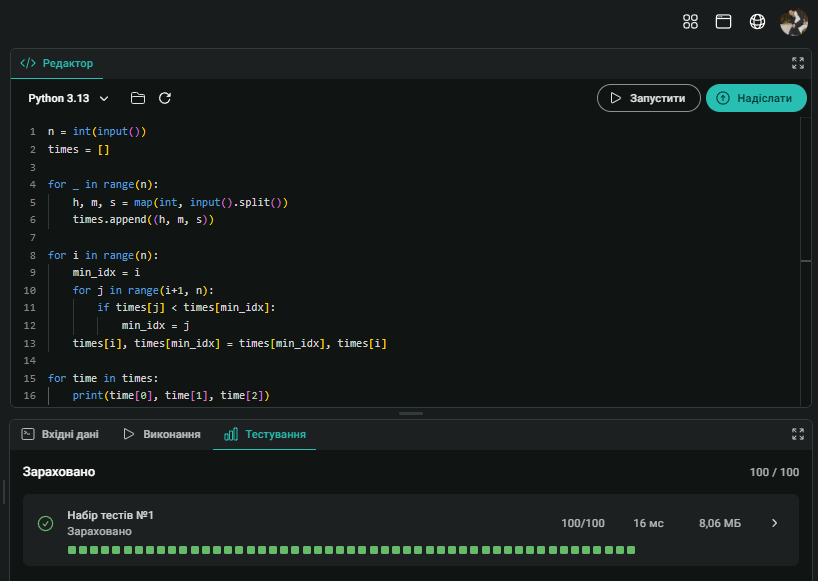 </> Редактор
Python 3.13
Запустити
Надіслати
1 n = int(input())
2 times = []
3
4 for _ in range(n):
5     h, m, s = map(int, input().split())
6     times.append((h, m, s))
7
8 for i in range(n):
9     min_idx = i
10     for j in range(i+1, n):
11         if times[j] < times[min_idx]:
12             min_idx = j
13     times[i], times[min_idx] = times[min_idx], times[i]
14
15 for time in times:
16     print(time[0], time[1], time[2])
Вхідні дані Виконання Тестування
Зараховано 100 / 100
Набір тестів №1
Зараховано
100/100 16 мс 8,06 МБ